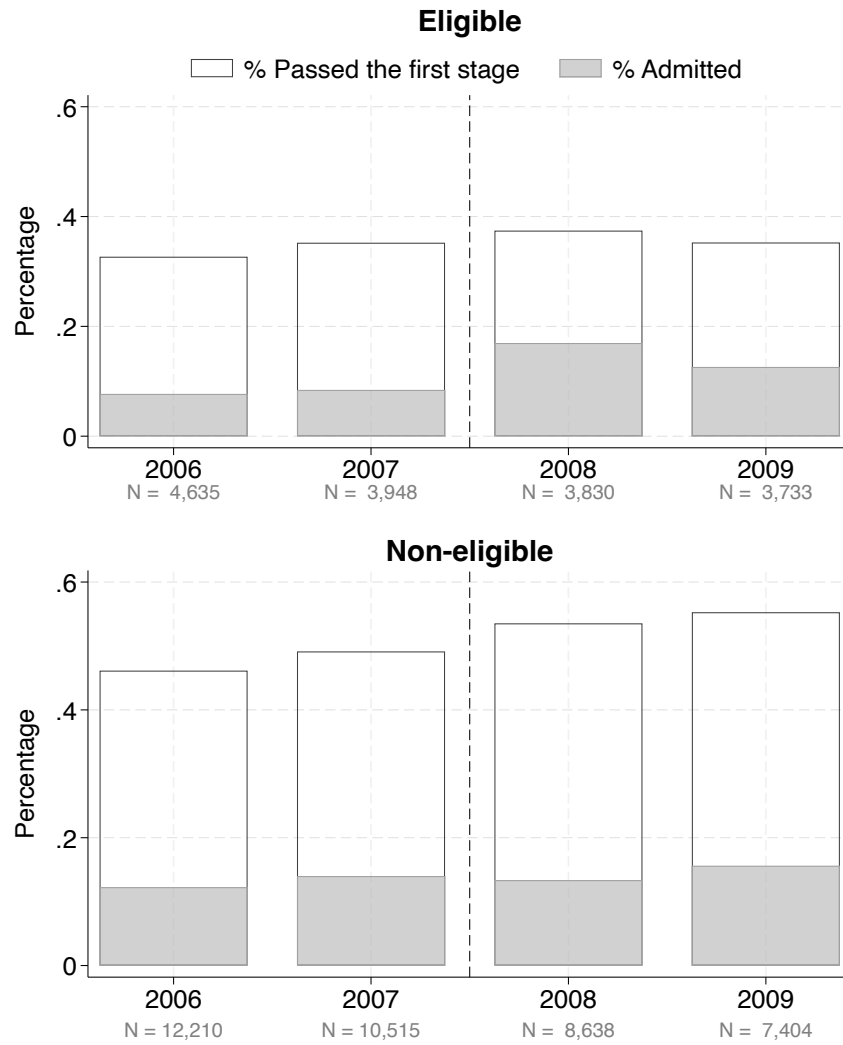 Eligible
% Passed the first stage % Admitted
.6
.4
.2
0
Percentage
2006 2007 2008 2009
N = 4,635 N = 3,948 N = 3,830 N = 3,733
Non-eligible
.6
.4
.2
0
Percentage
2006 2007 2008 2009
N = 12,210 N = 10,515 N = 8,638 N = 7,404